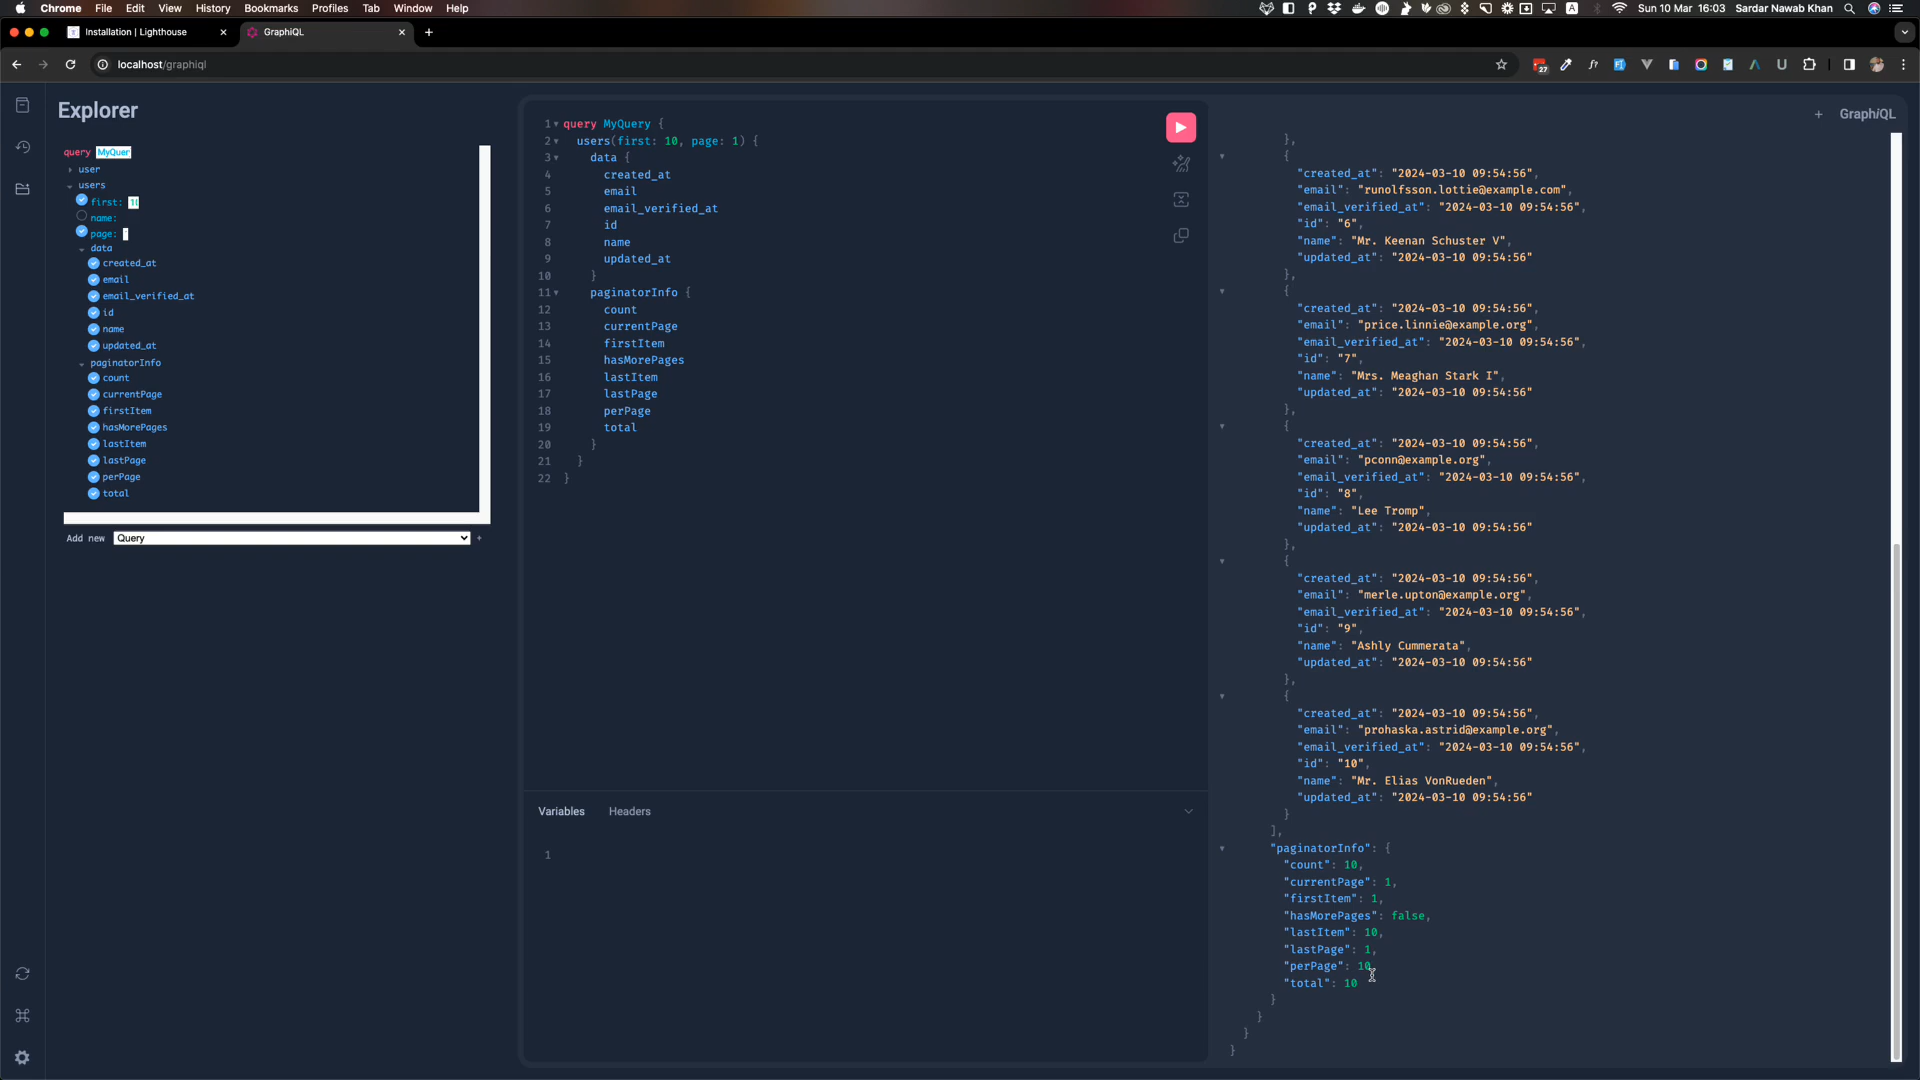 Chrome File Edit View History Bookmarks Profiles Tab Window Help
Sun 10 Mar 16:03 Sardar Nawab Khan
Installation | Lighthouse
GraphiQL
localhost/graphiql
27
Explorer
query MyQuer
user
users
first: 10
name:
page:
data
created_at
email
email_verified_at
id
name
updated_at
paginatorInfo
count
currentPage
firstItem
hasMorePages
lastItem
lastPage
perPage
total
Add new Query +
1 query MyQuery {
2 users(first: 10, page: 1) {
3 data {
4 created_at
5 email
6 email_verified_at
7 id
8 name
9 updated_at
10 }
11 paginatorInfo {
12 count
13 currentPage
14 firstItem
15 hasMorePages
16 lastItem
17 lastPage
18 perPage
19 total
20 }
21 }
22 }
Variables Headers
1
+ GraphiQL
},
{
"created_at": "2024-03-10 09:54:56",
"email": "runolfsson.lottie@example.com",
"email_verified_at": "2024-03-10 09:54:56",
"id": "6",
"name": "Mr. Keenan Schuster V",
"updated_at": "2024-03-10 09:54:56"
},
{
"created_at": "2024-03-10 09:54:56",
"email": "price.linnie@example.org",
"email_verified_at": "2024-03-10 09:54:56",
"id": "7",
"name": "Mrs. Meaghan Stark I",
"updated_at": "2024-03-10 09:54:56"
},
{
"created_at": "2024-03-10 09:54:56",
"email": "pconn@example.org",
"email_verified_at": "2024-03-10 09:54:56",
"id": "8",
"name": "Lee Tromp",
"updated_at": "2024-03-10 09:54:56"
},
{
"created_at": "2024-03-10 09:54:56",
"email": "merle.upton@example.org",
"email_verified_at": "2024-03-10 09:54:56",
"id": "9",
"name": "Ashly Cummerata",
"updated_at": "2024-03-10 09:54:56"
},
{
"created_at": "2024-03-10 09:54:56",
"email": "prohaska.astrid@example.org",
"email_verified_at": "2024-03-10 09:54:56",
"id": "10",
"name": "Mr. Elias VonRueden",
"updated_at": "2024-03-10 09:54:56"
}
],
"paginatorInfo": {
"count": 10,
"currentPage": 1,
"firstItem": 1,
"hasMorePages": false,
"lastItem": 10,
"lastPage": 1,
"perPage": 10,
"total": 10
}
}
}
}